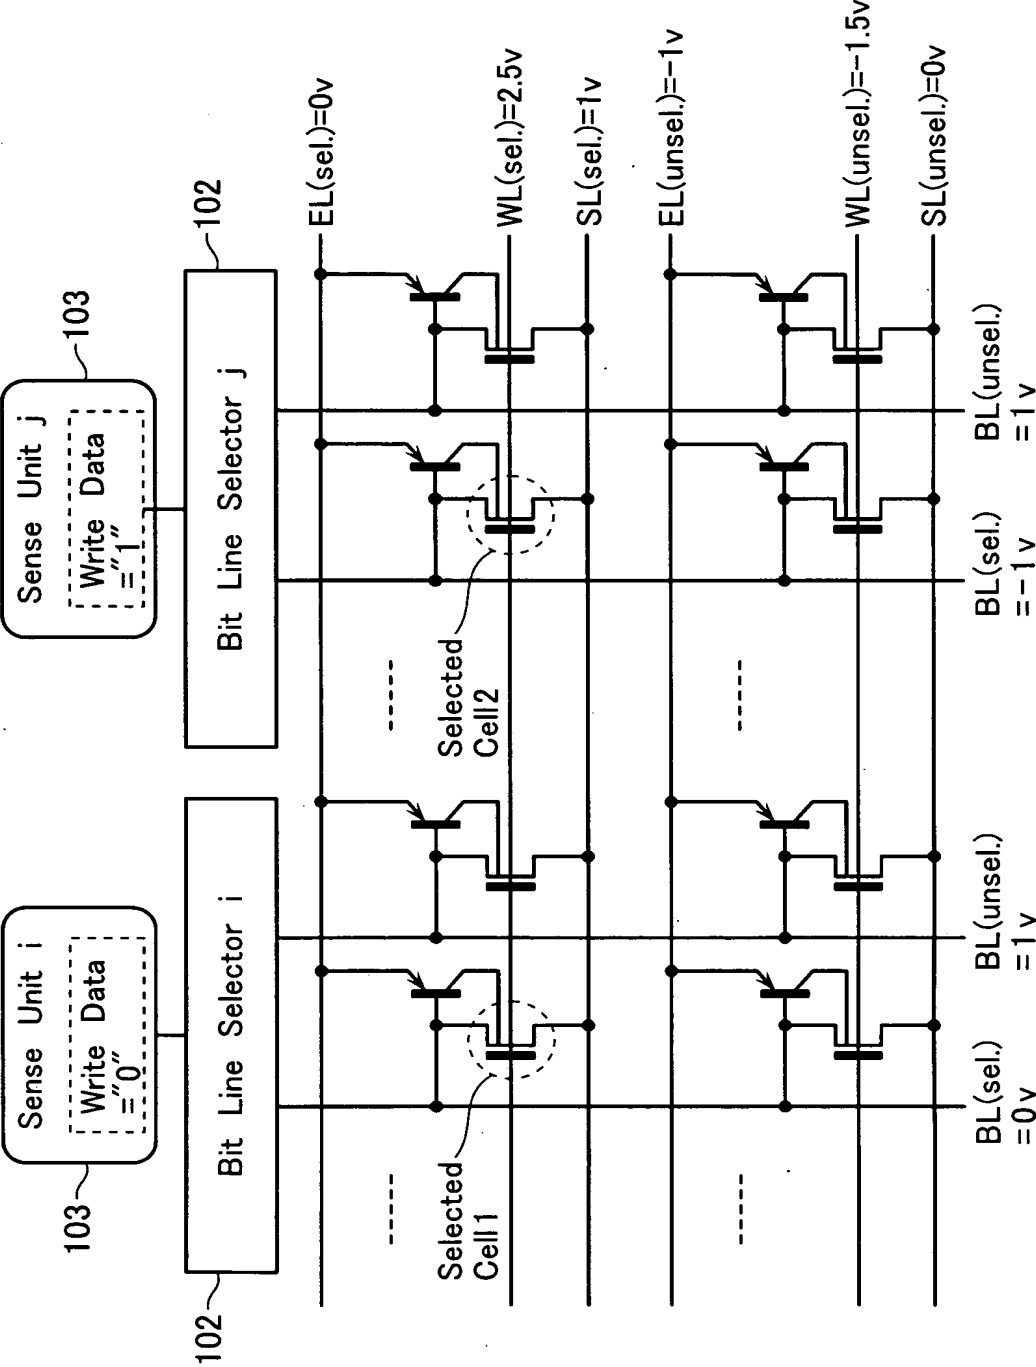 103
Sense Unit i
Write Data
="0"
103
Sense Unit j
Write Data
="1"
102
Bit Line Selector i
102
Bit Line Selector j
EL(sel.)=0v
Selected
Cell1
Selected
Cell2
WL(sel.)=2.5v
SL(sel.)=1v
EL(unsel.)=-1v
WL(unsel.)=-1.5v
SL(unsel.)=0v
BL(sel.)
=0v
BL(unsel.)
=1v
BL(sel.)
=-1v
BL(unsel.)
=1v